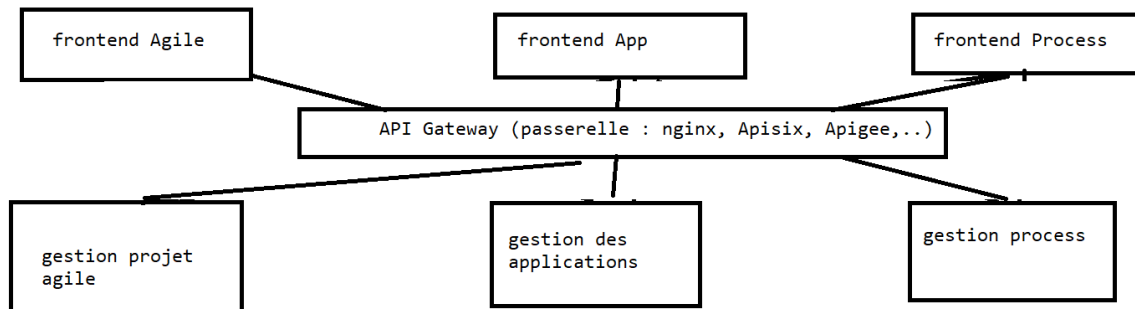 frontend Agile
frontend App
frontend Process
API Gateway (passerelle : nginx, Apisix, Apigee,..)
gestion projet
agile
gestion des
applications
gestion process